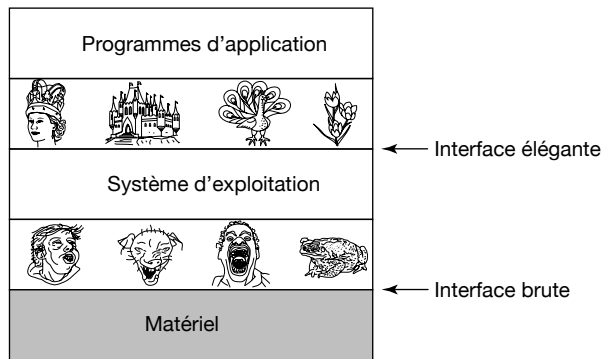 Programmes d’application
Interface élégante
Système d’exploitation
Interface brute
Matériel